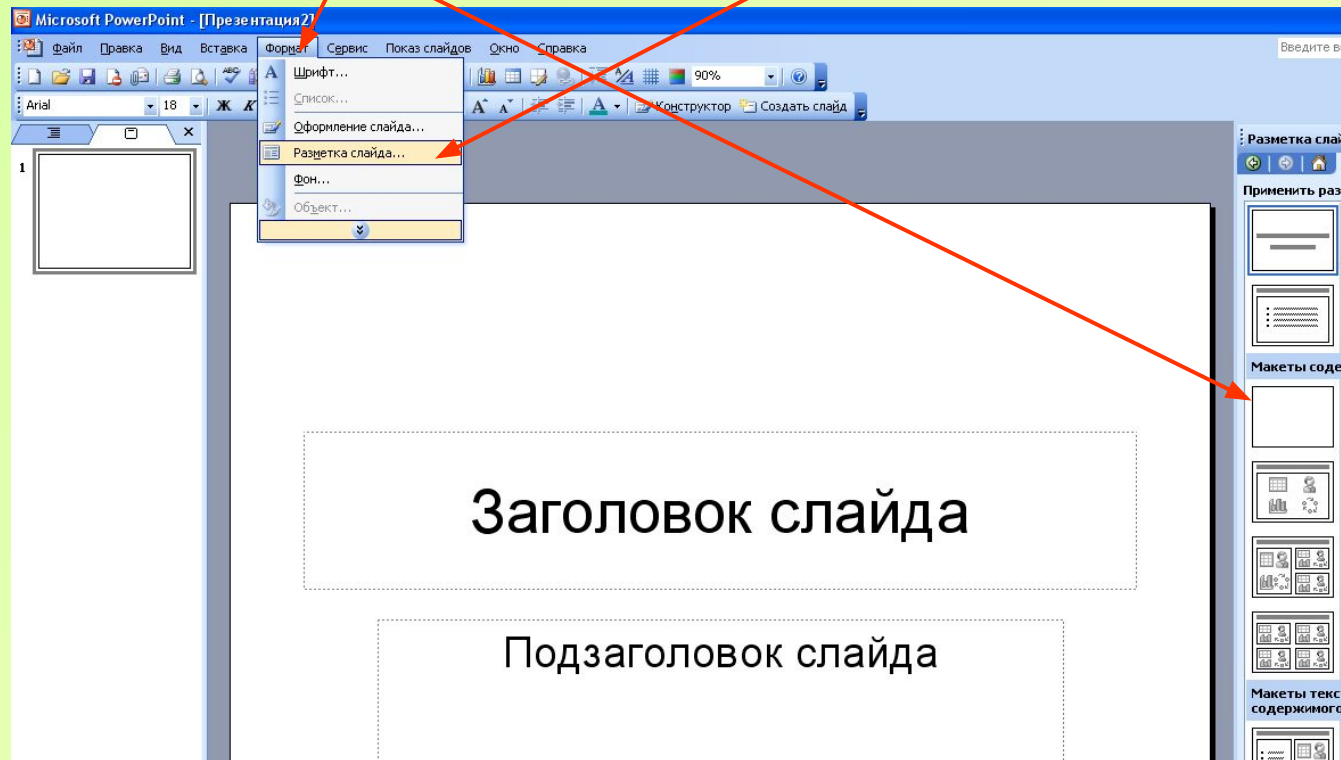 Microsoft PowerPoint - [Презентация2]
Файл Правка Вид Вставка Формат Сервис Показ слайдов Окно Справка
Введите в
90%
Arial 18 Ж К Конструктор Создать слайд
Шрифт...
Список...
Оформление слайда...
Разметка слайда...
Фон...
Объект...
1
Заголовок слайда
Подзаголовок слайда
Разметка слай
Применить раз
Макеты соде
Макеты текс
содержимого